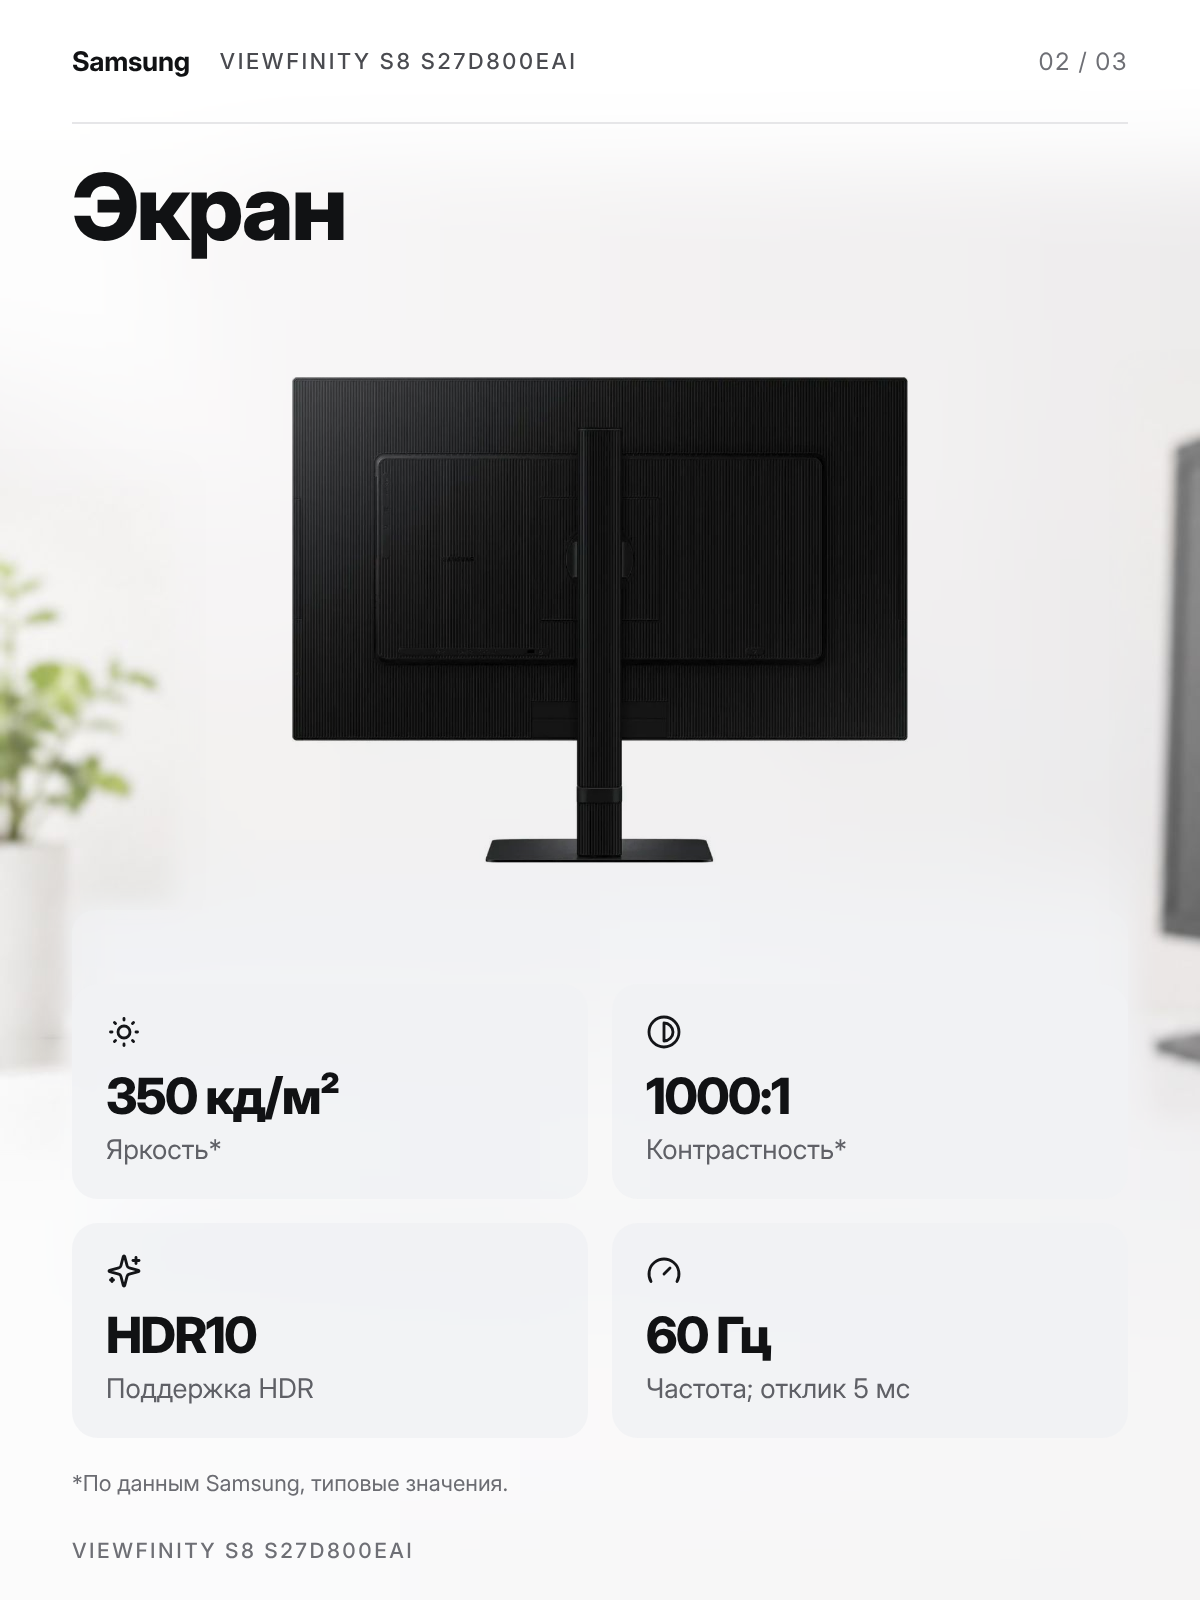 Samsung VIEWFINITY S8 S27D800EAI 02 / 03
Экран
350 кд/м²
Яркость*
1000:1
Контрастность*
HDR10
Поддержка HDR
60 Гц
Частота; отклик 5 мс
*По данным Samsung, типовые значения.
VIEWFINITY S8 S27D800EAI